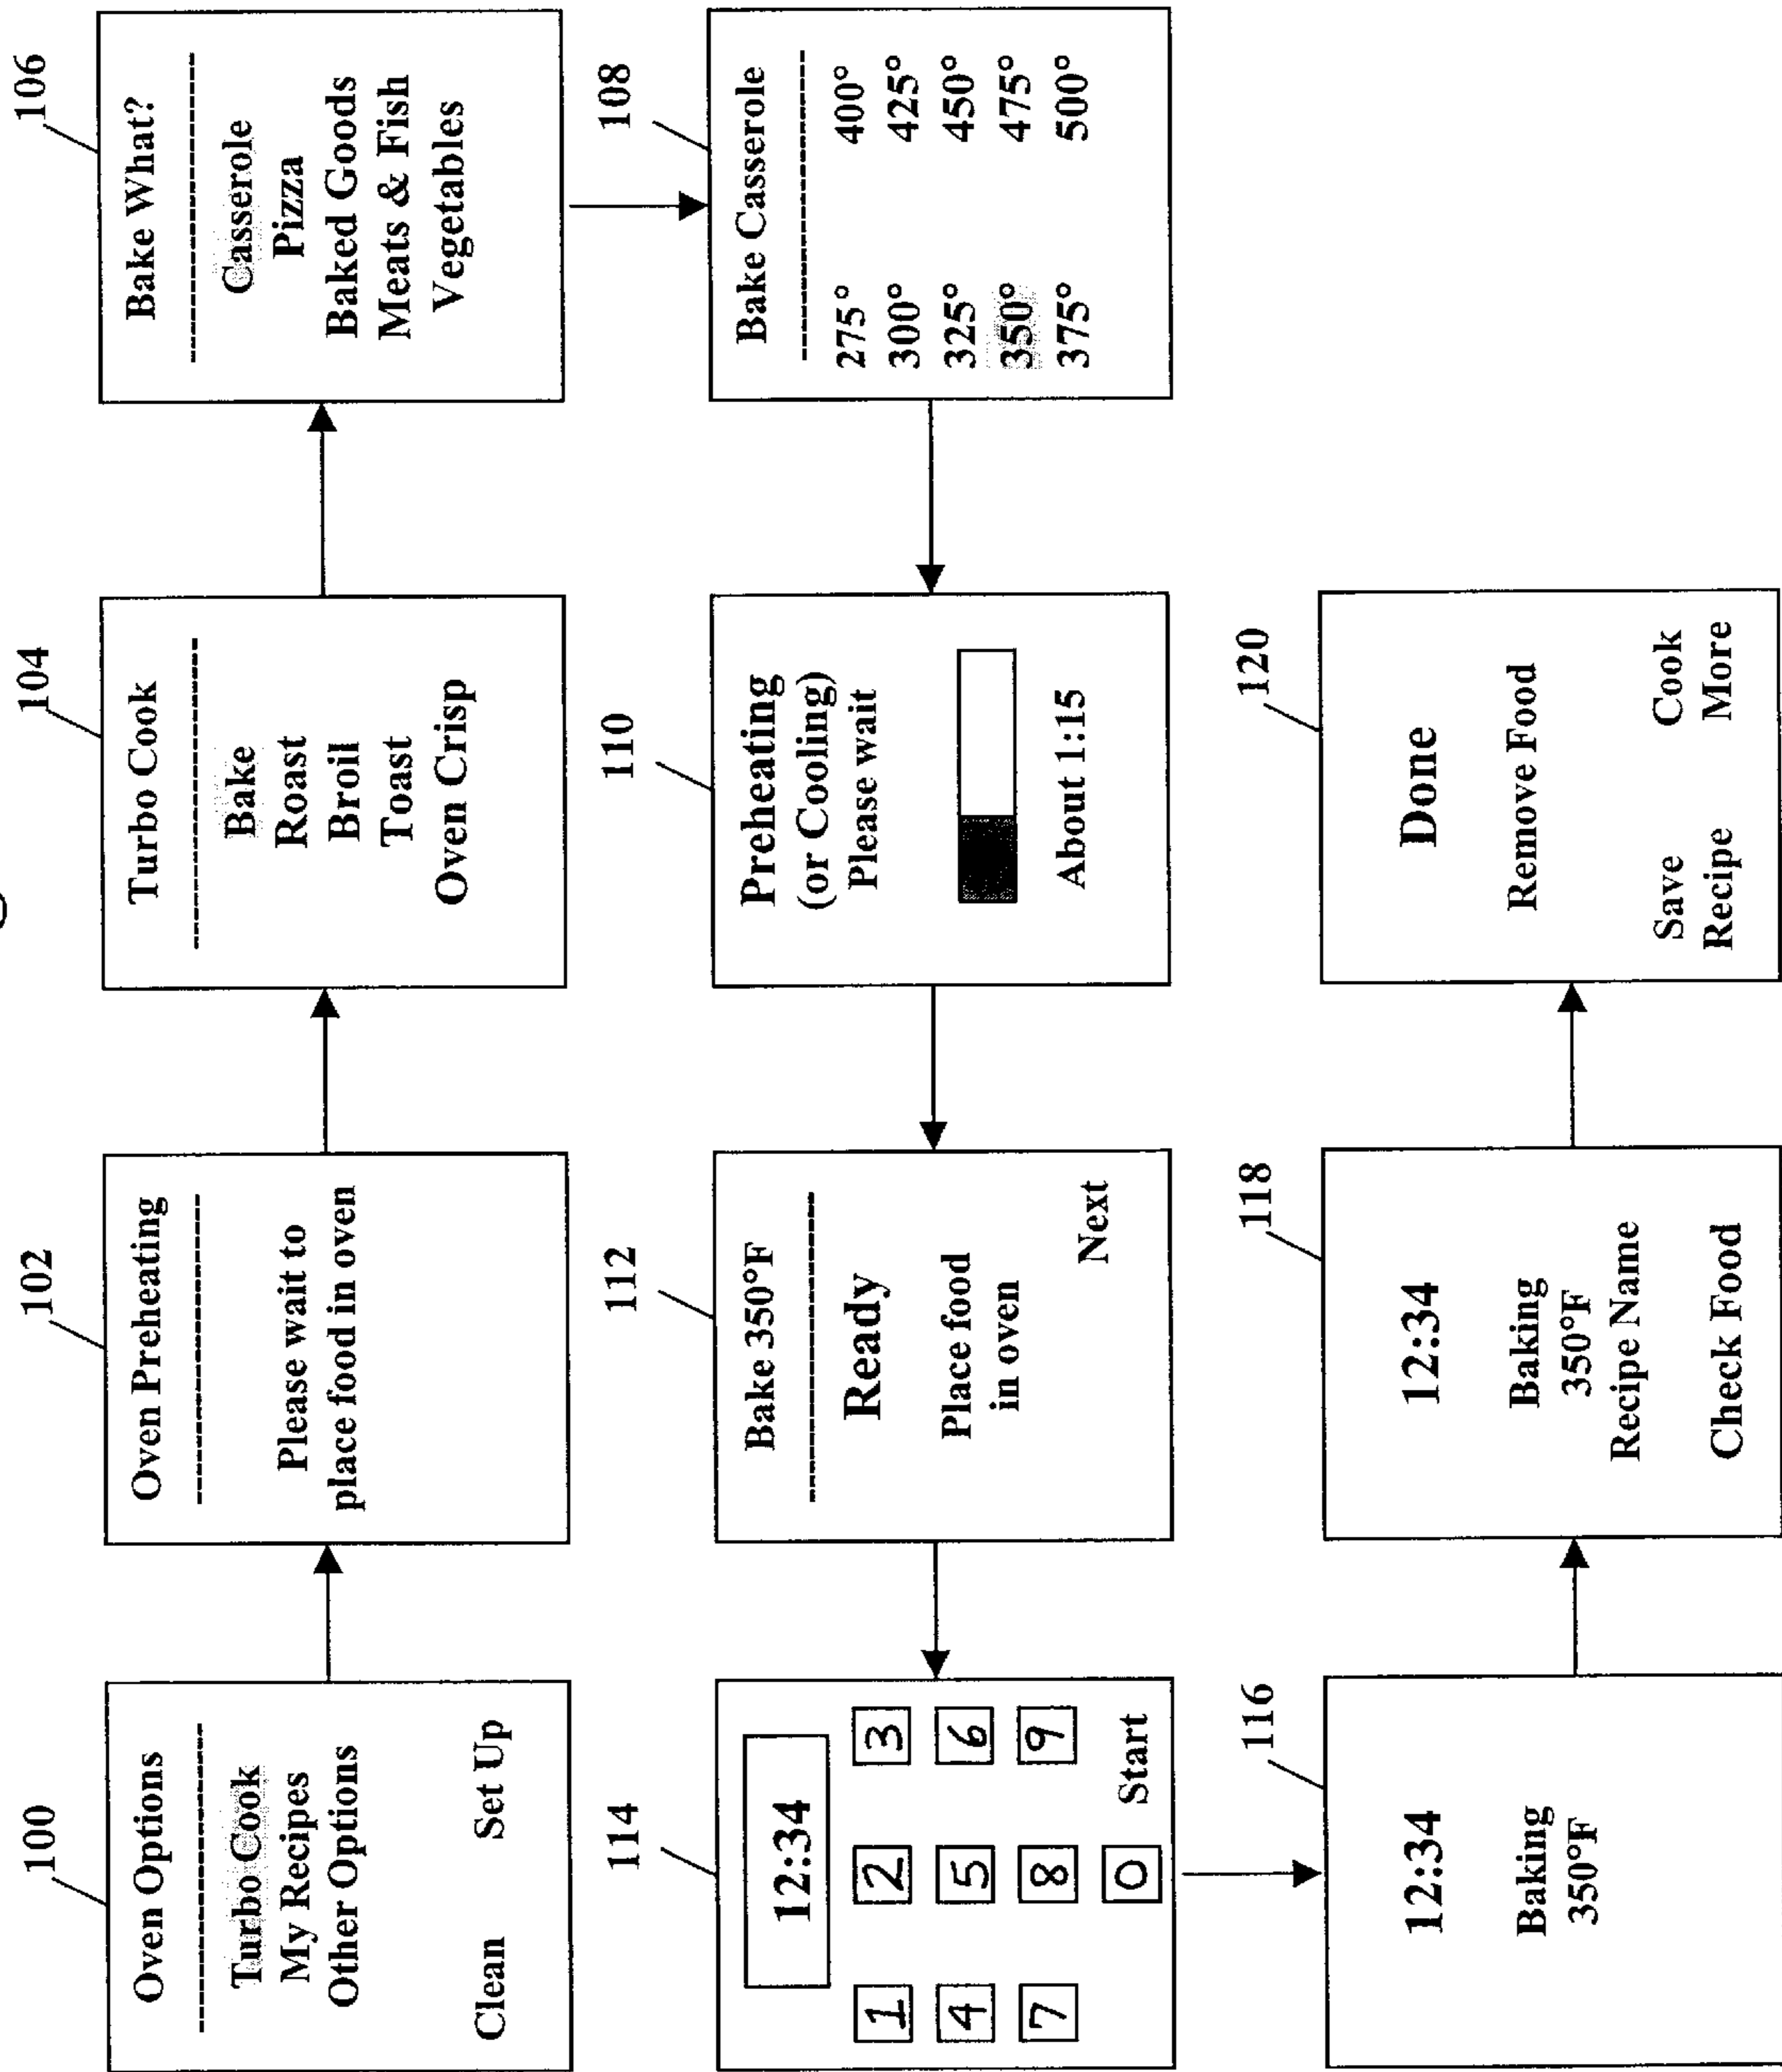 100
Oven Options
Turbo Cook
My Recipes
Other Options
Clean Set Up
102
Oven Preheating
Please wait to
place food in oven
104
Turbo Cook
Bake
Roast
Broil
Toast
Oven Crisp
106
Bake What?
Casserole
Pizza
Baked Goods
Meats & Fish
Vegetables
108
Bake Casserole
275° 400°
300° 425°
325° 450°
350° 475°
375° 500°
110
Preheating
(or Cooling)
Please wait
About 1:15
112
Bake 350°F
Ready
Place food
in oven
Next
114
12:34
1 2 3
4 5 6
7 8 9
0 Start
116
12:34
Baking
350°F
118
12:34
Baking
350°F
Recipe Name
Check Food
120
Done
Remove Food
Save Cook
Recipe More